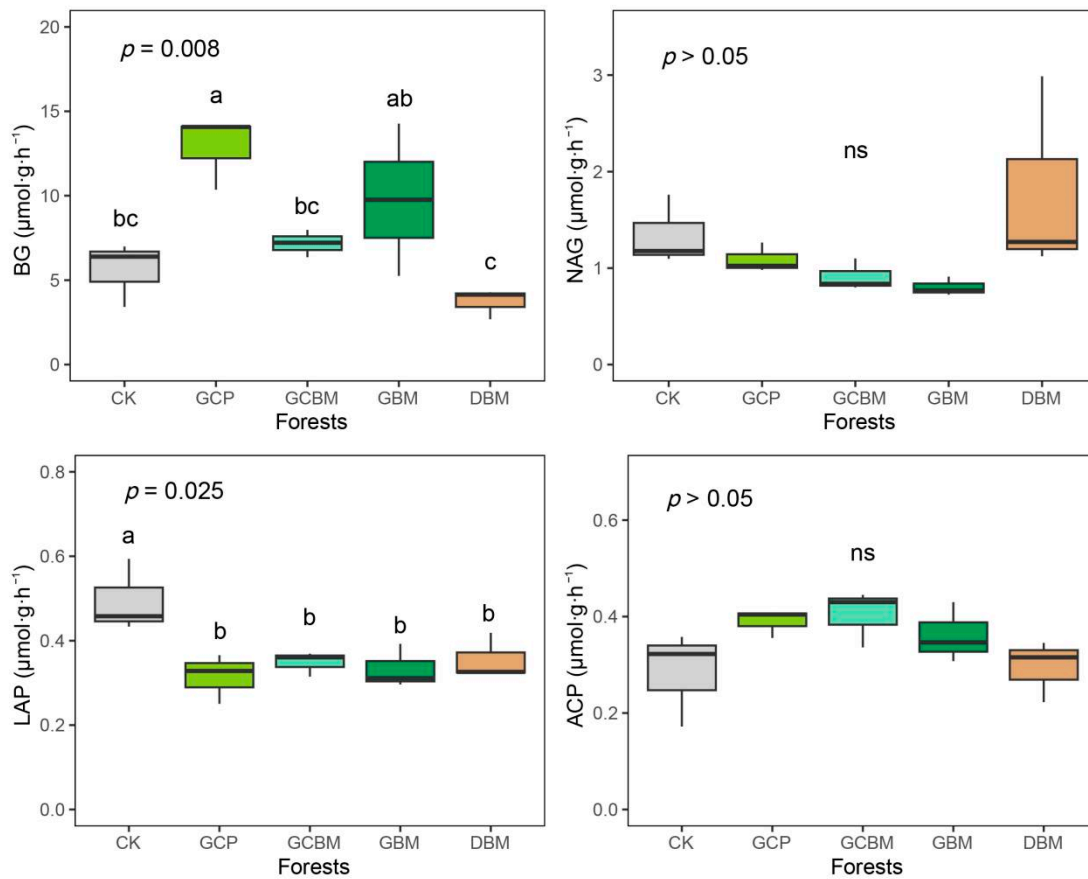 p = 0.008
a
ab
bc
bc
c
20
15
10
5
0
BG (μmol·g·h⁻¹)
CK GCP GCBM GBM DBM
Forests
p > 0.05
ns
3
2
1
0
NAG (μmol·g·h⁻¹)
CK GCP GCBM GBM DBM
Forests
p = 0.025
a
b b b b
0.8
0.6
0.4
0.2
0.0
LAP (μmol·g·h⁻¹)
CK GCP GCBM GBM DBM
Forests
p > 0.05
ns
0.6
0.4
0.2
0.0
ACP (μmol·g·h⁻¹)
CK GCP GCBM GBM DBM
Forests